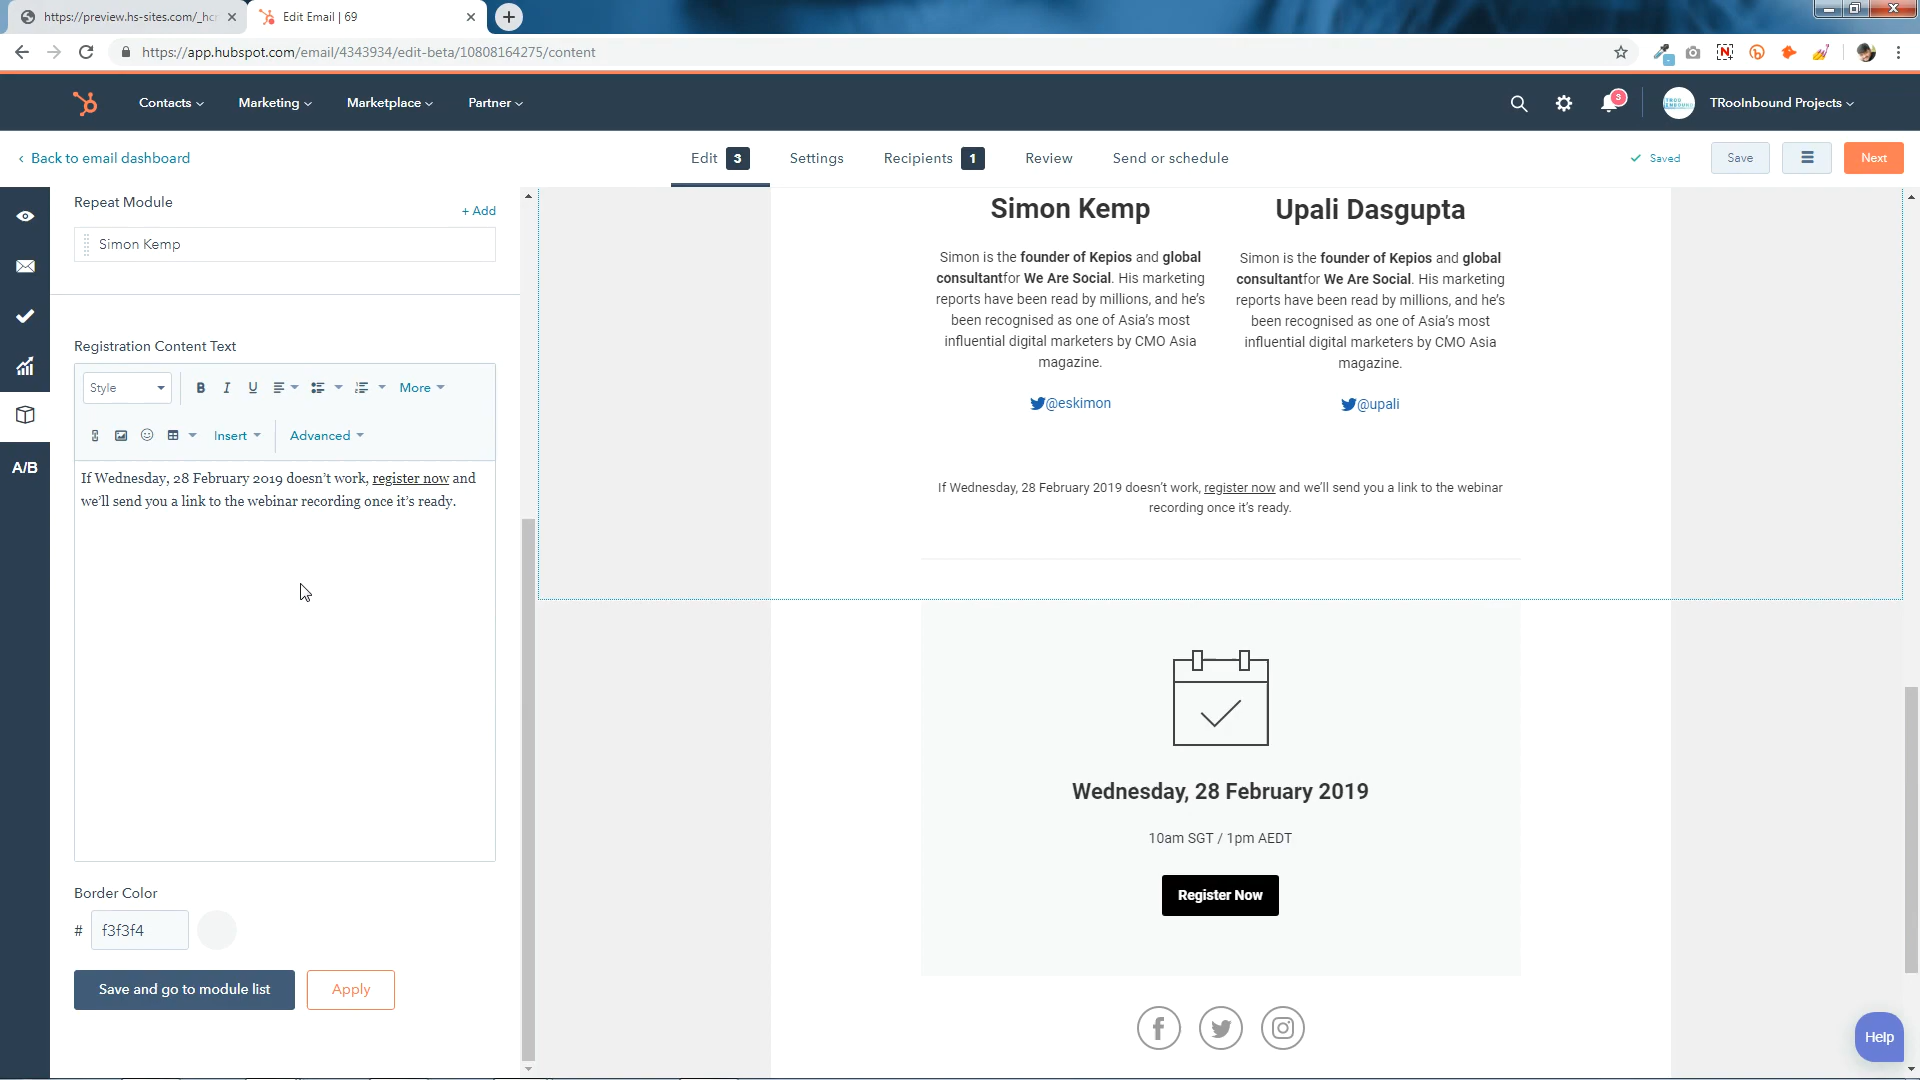 https://preview.hs-sites.com/_hcn
Edit Email | 69
https://app.hubspot.com/email/4343934/edit-beta/10808164275/content
Contacts
Marketing
Marketplace
Partner
3
TRooInbound Projects
Back to email dashboard
Edit 3
Settings
Recipients 1
Review
Send or schedule
Saved
Save
Next
A/B
Repeat Module
+ Add
Simon Kemp
Registration Content Text
Style
B I U
More
Insert
Advanced
If Wednesday, 28 February 2019 doesn't work, register now and
we'll send you a link to the webinar recording once it's ready.
Border Color
# f3f3f4
Save and go to module list
Apply
Simon Kemp
Simon is the founder of Kepios and global
consultantfor We Are Social. His marketing
reports have been read by millions, and he's
been recognised as one of Asia's most
influential digital marketers by CMO Asia
magazine.
@eskimon
Upali Dasgupta
Simon is the founder of Kepios and global
consultantfor We Are Social. His marketing
reports have been read by millions, and he's
been recognised as one of Asia's most
influential digital marketers by CMO Asia
magazine.
@upali
If Wednesday, 28 February 2019 doesn't work, register now and we'll send you a link to the webinar
recording once it's ready.
Wednesday, 28 February 2019
10am SGT / 1pm AEDT
Register Now
Help